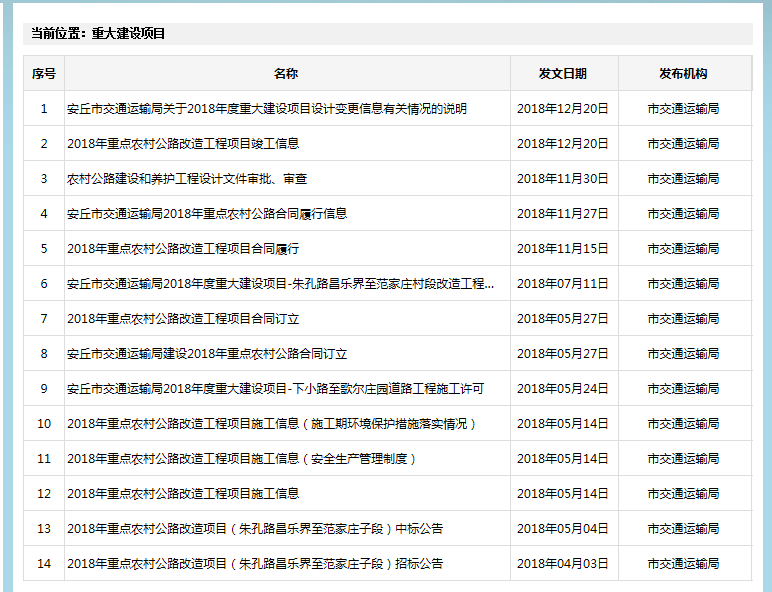 当前位置：重大建设项目
序号 名称 发文日期 发布机构
1 安丘市交通运输局关于2018年度重大建设项目设计变更信息有关情况的说明 2018年12月20日 市交通运输局
2 2018年重点农村公路改造工程项目竣工信息 2018年12月20日 市交通运输局
3 农村公路建设和养护工程设计文件审批、审查 2018年11月30日 市交通运输局
4 安丘市交通运输局2018年重点农村公路合同履行信息 2018年11月27日 市交通运输局
5 2018年重点农村公路改造工程项目合同履行 2018年11月15日 市交通运输局
6 安丘市交通运输局2018年度重大建设项目-朱孔路昌乐界至范家庄村段改造工程... 2018年07月11日 市交通运输局
7 2018年重点农村公路改造工程项目合同订立 2018年05月27日 市交通运输局
8 安丘市交通运输局建设2018年重点农村公路合同订立 2018年05月27日 市交通运输局
9 安丘市交通运输局2018年度重大建设项目-下小路至歇尔庄园道路工程施工许可 2018年05月24日 市交通运输局
10 2018年重点农村公路改造工程项目施工信息（施工期环境保护措施落实情况） 2018年05月14日 市交通运输局
11 2018年重点农村公路改造工程项目施工信息（安全生产管理制度） 2018年05月14日 市交通运输局
12 2018年重点农村公路改造工程项目施工信息 2018年05月14日 市交通运输局
13 2018年重点农村公路改造项目（朱孔路昌乐界至范家庄子段）中标公告 2018年05月04日 市交通运输局
14 2018年重点农村公路改造项目（朱孔路昌乐界至范家庄子段）招标公告 2018年04月03日 市交通运输局